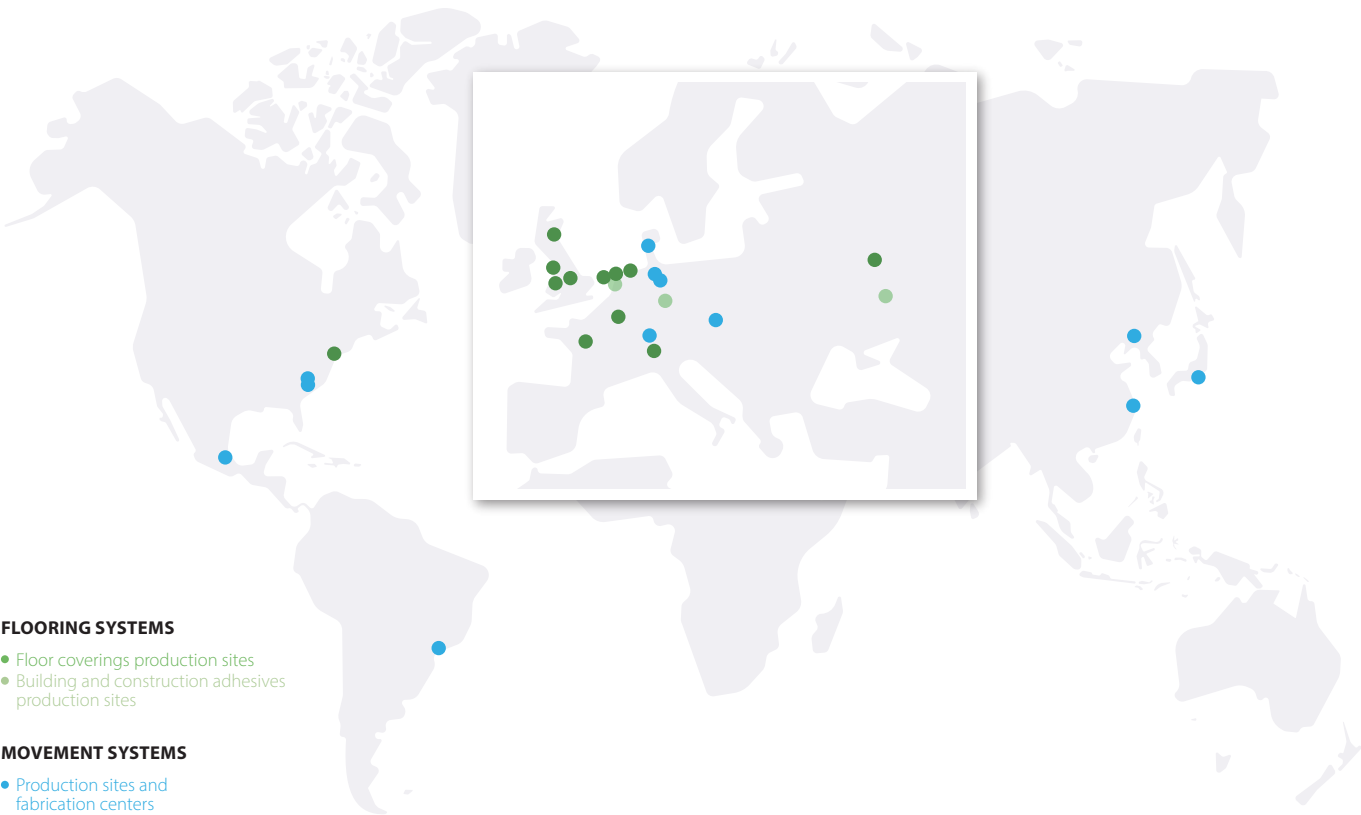 FLOORING SYSTEMS
Floor coverings production sites
Building and construction adhesives
production sites
MOVEMENT SYSTEMS
Production sites and
fabrication centers